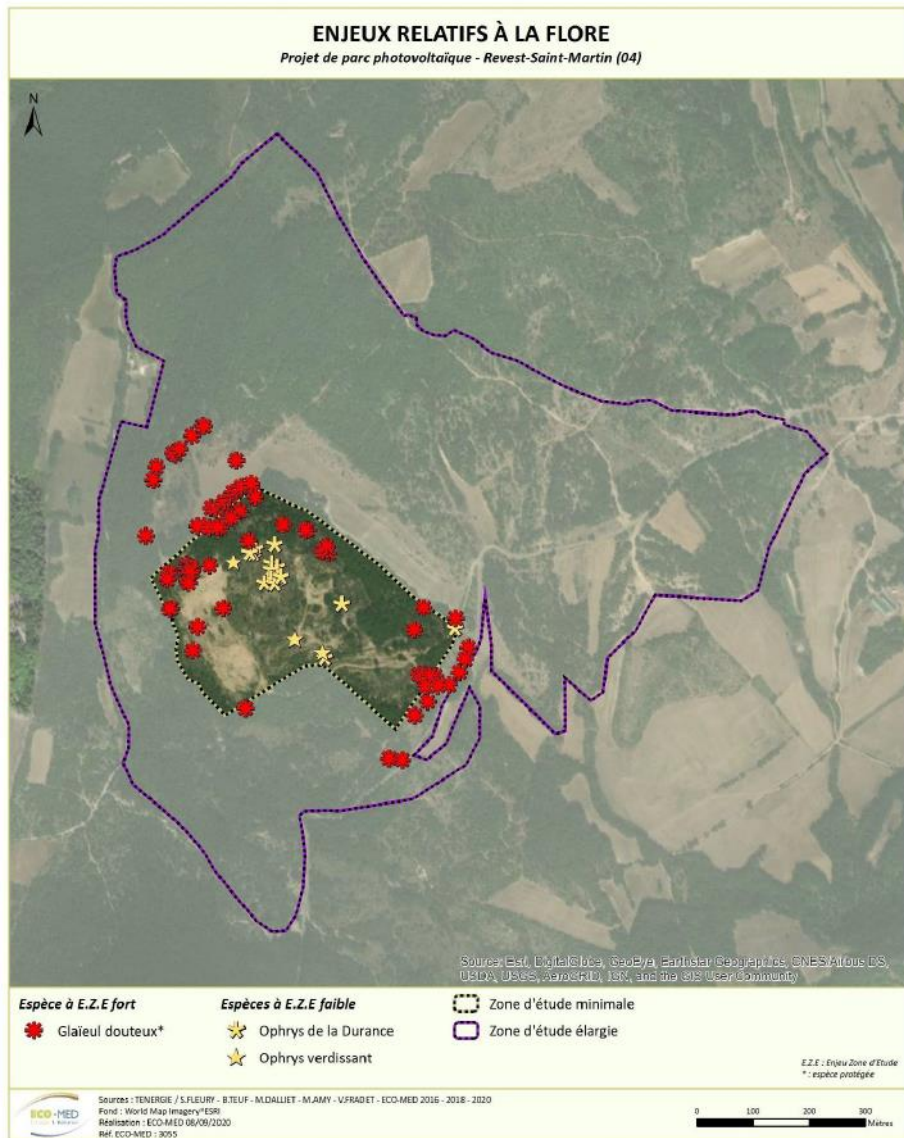 ENJEUX RELATIFS À LA FLORE
Projet de parc photovoltaïque - Revest-Saint-Martin (04)
N
Source: Esri, DigitalGlobe, GeoEye, Earthstar Geographics, CNES/Airbus DS,
USDA, USGS, AeroGRID, IGN, and the GIS User Community
Espèce à E.Z.E fort
Glaïeul douteux*
Espèces à E.Z.E faible
Ophrys de la Durance
Ophrys verdissant
Zone d'étude minimale
Zone d'étude élargie
E.Z.E : Enjeu Zone d'Etude
* : espèce protégée
ECO-MED
Sources : TENERGIE / S.FLEURY - B.TEUF - M.DALLIET - M.AMY - V.FRADET - ECO-MED 2016 - 2018 - 2020
Fond : World Map Imagery®ESRI
Réalisation : ECO-MED 08/09/2020
Réf. ECO-MED : 3055
0 100 200 300
Mètres